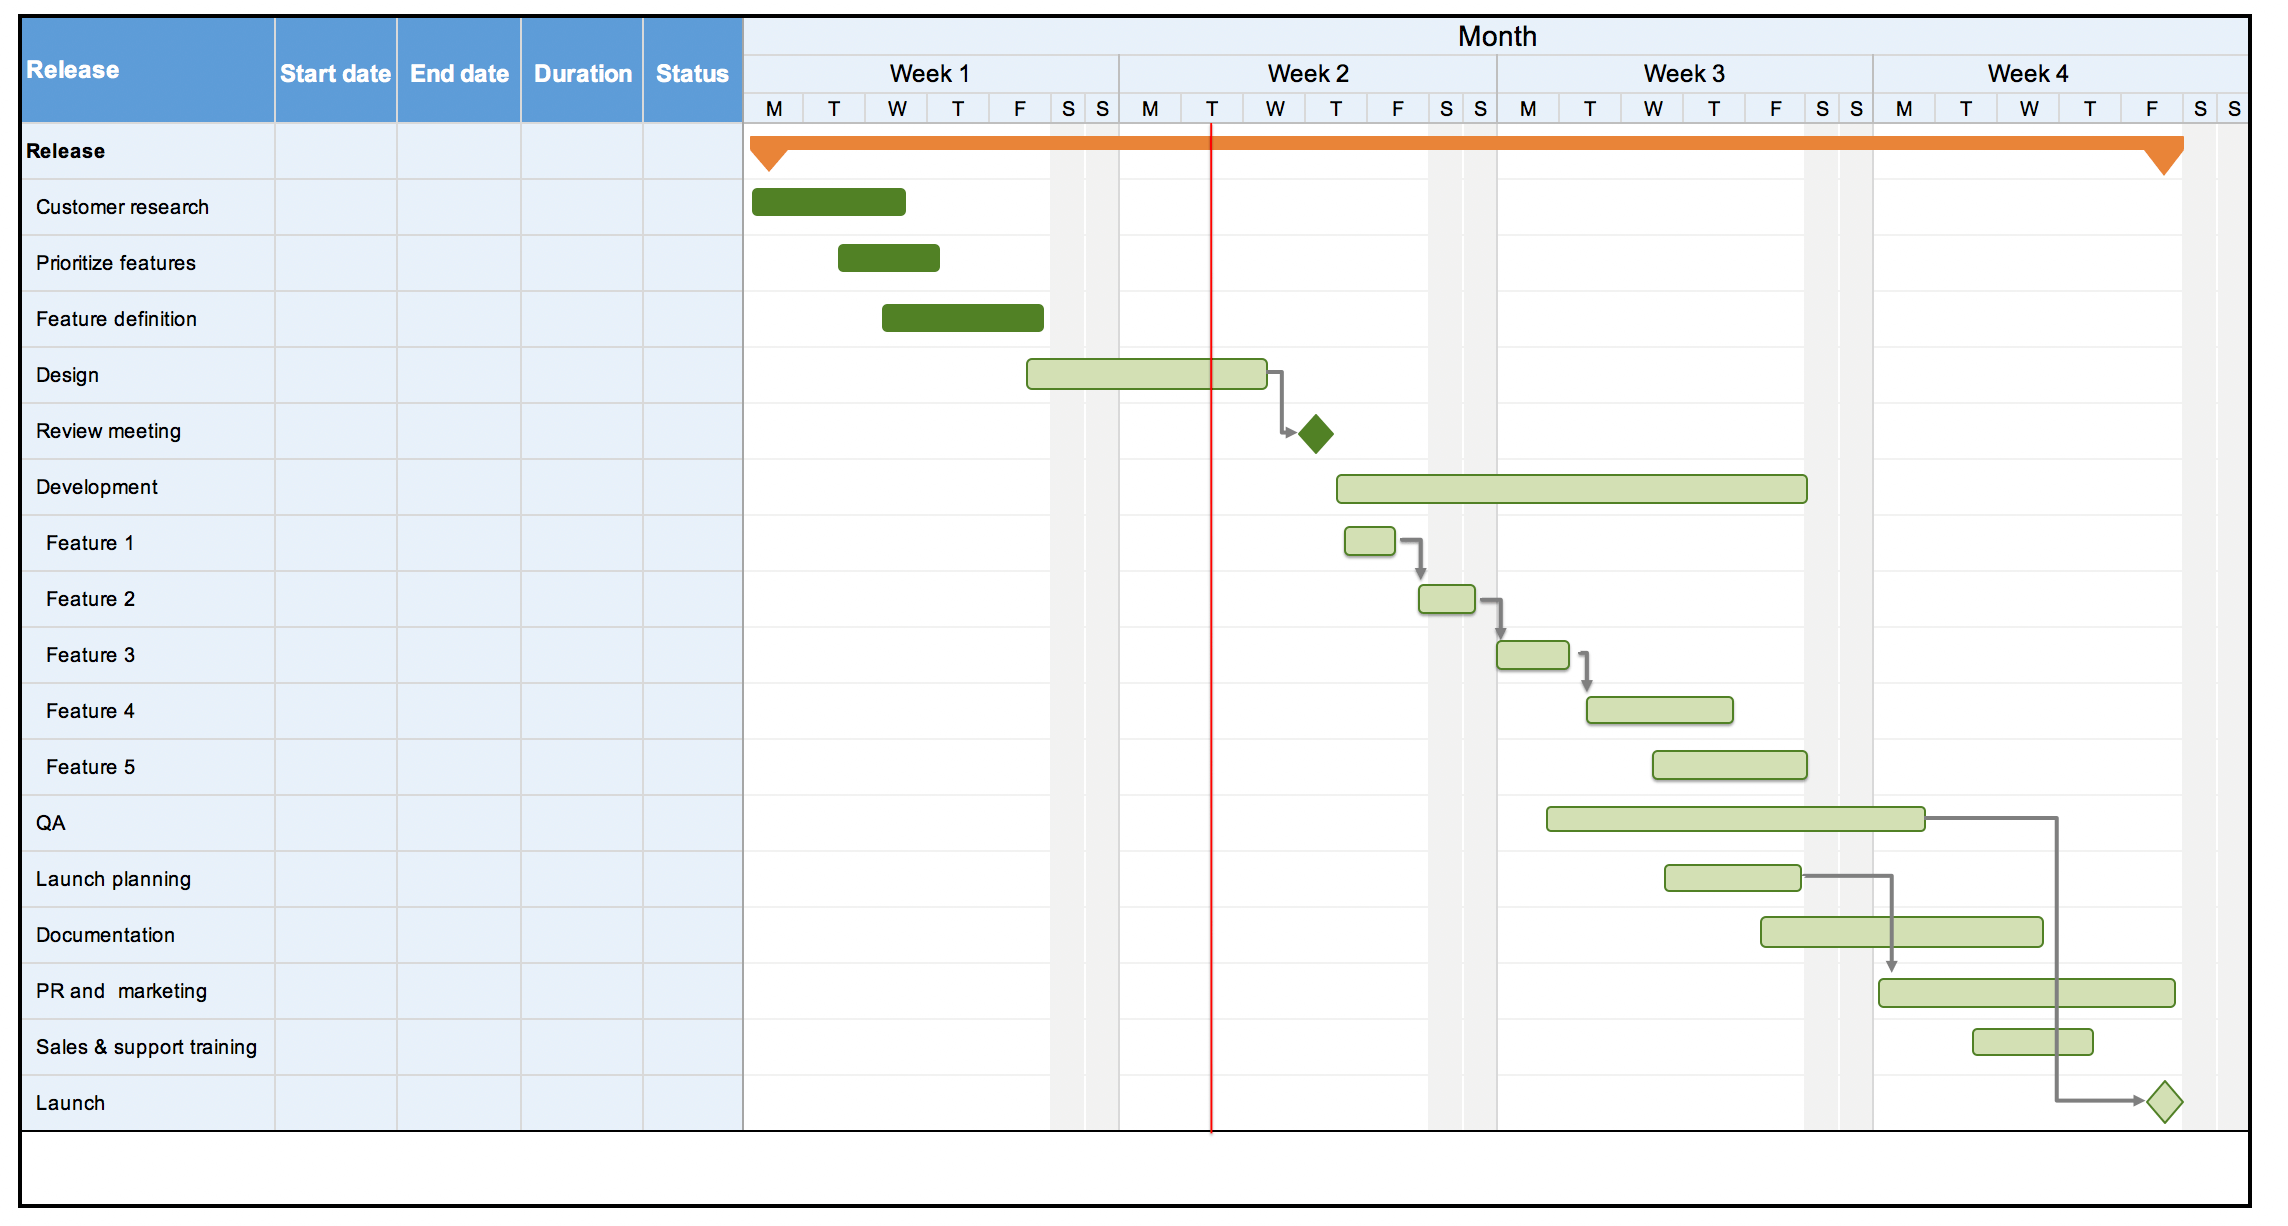 Month
Release Start date End date Duration Status
Week 1 Week 2 Week 3 Week 4
M T W T F S S M T W T F S S M T W T F S S M T W T F S S
Release
Customer research
Prioritize features
Feature definition
Design
Review meeting
Development
Feature 1
Feature 2
Feature 3
Feature 4
Feature 5
QA
Launch planning
Documentation
PR and  marketing
Sales & support training
Launch